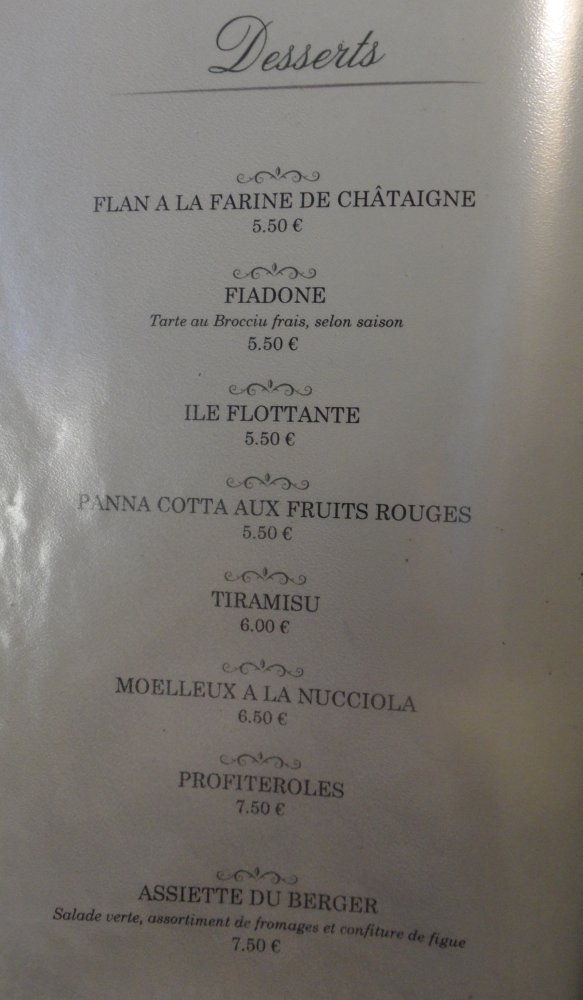 Desserts
FLAN A LA FARINE DE CHÂTAIGNE
5.50 €
FIADONE
Tarte au Brocciu frais, selon saison
5.50 €
ILE FLOTTANTE
5.50 €
PANNA COTTA AUX FRUITS ROUGES
5.50 €
TIRAMISU
6.00 €
MOELLEUX A LA NUCCIOLA
6.50 €
PROFITEROLES
7.50 €
ASSIETTE DU BERGER
Salade verte, assortiment de fromages et confiture de figue
7.50 €